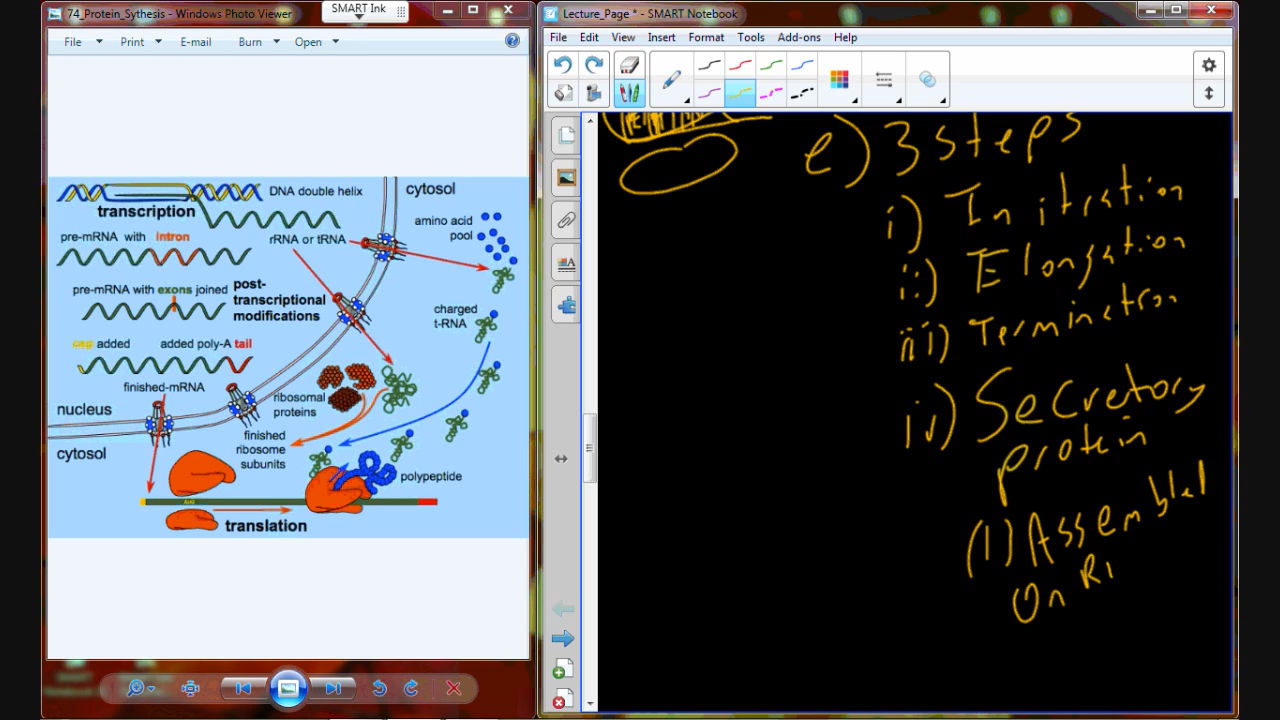 74_Protein_Sythesis - Windows Photo Viewer
SMART Ink
File
Print
E-mail
Burn
Open
DNA double helix
cytosol
transcription
amino acid
pool
pre-mRNA with intron
rRNA or tRNA
pre-mRNA with exons joined
post-
transcriptional
modifications
charged
t-RNA
cap added
added poly-A tail
finished-mRNA
ribosomal
proteins
nucleus
finished
ribosome
subunits
cytosol
polypeptide
AUG
translation
Lecture_Page * - SMART Notebook
File Edit View Insert Format Tools Add-ons Help
e) 3 steps
i) Initiation
ii) Elongation
iii) Termination
iv) Secretory
protein
(1) Assembled
On Ri